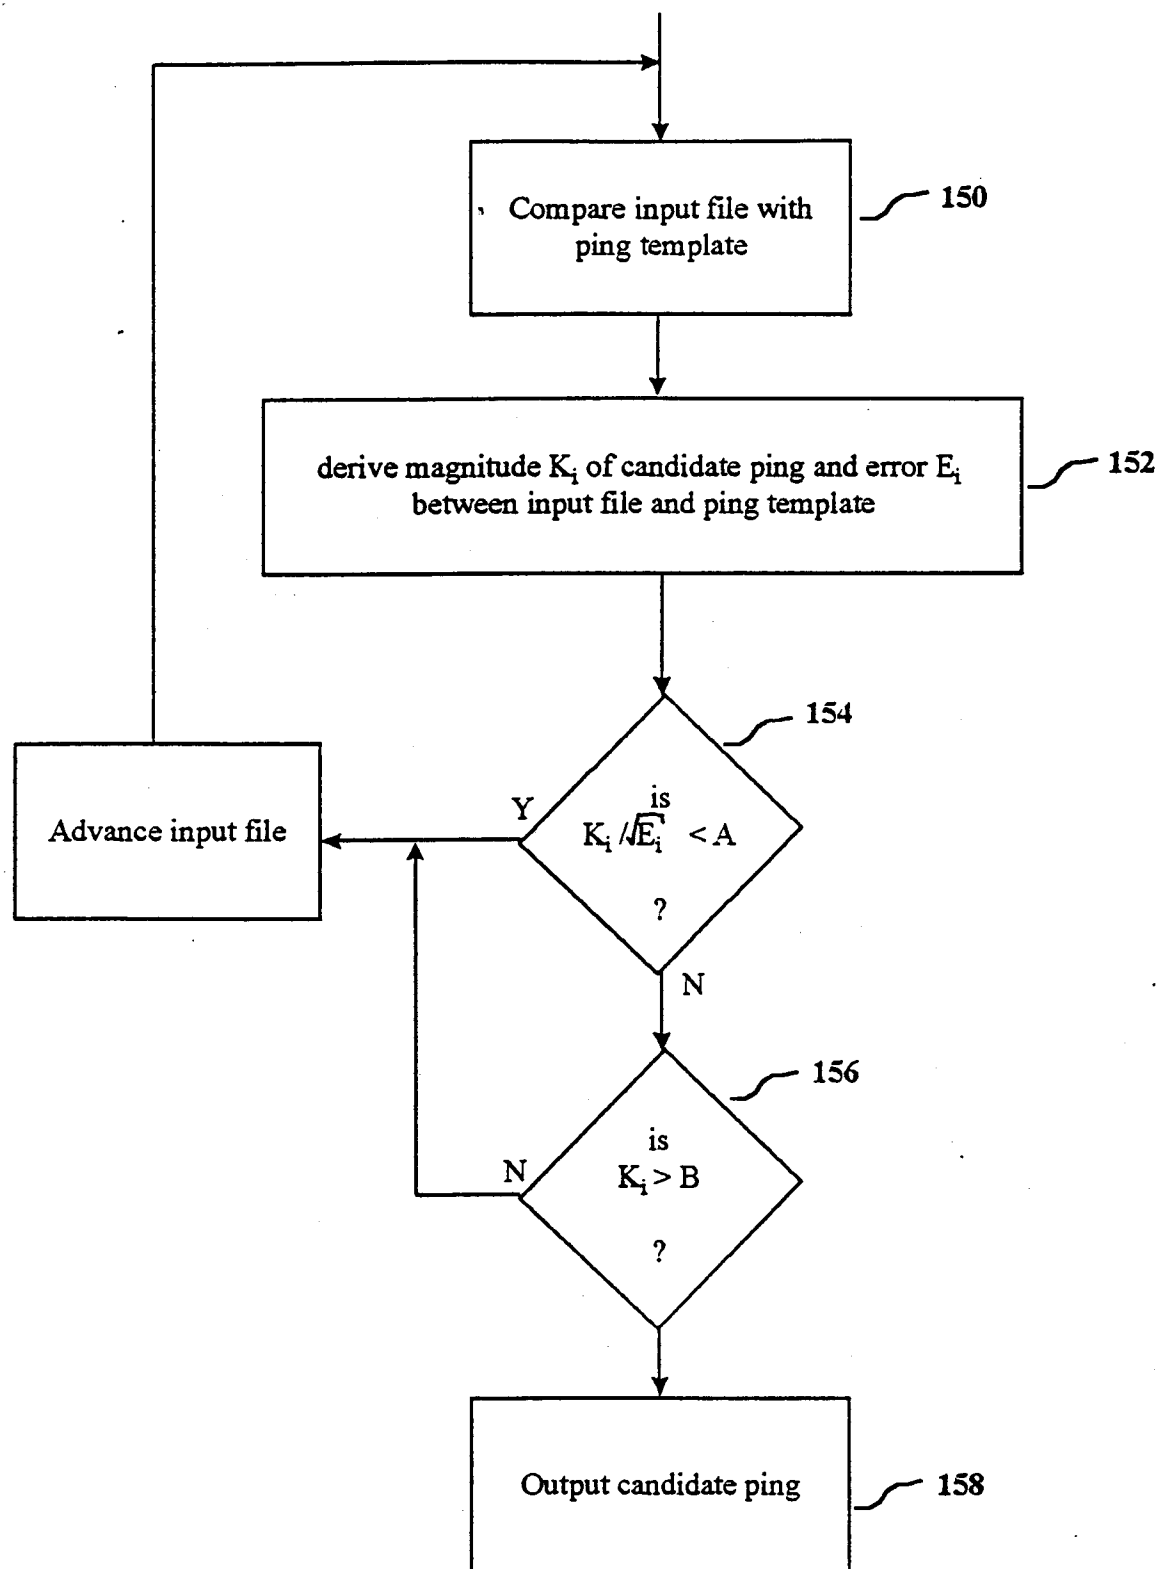 Compare input file with
ping template
150
derive magnitude Kᵢ of candidate ping and error Eᵢ
between input file and ping template
152
154
Y
is
Kᵢ /√Eᵢ < A
?
Advance input file
N
156
is
Kᵢ > B
N
?
Output candidate ping
158